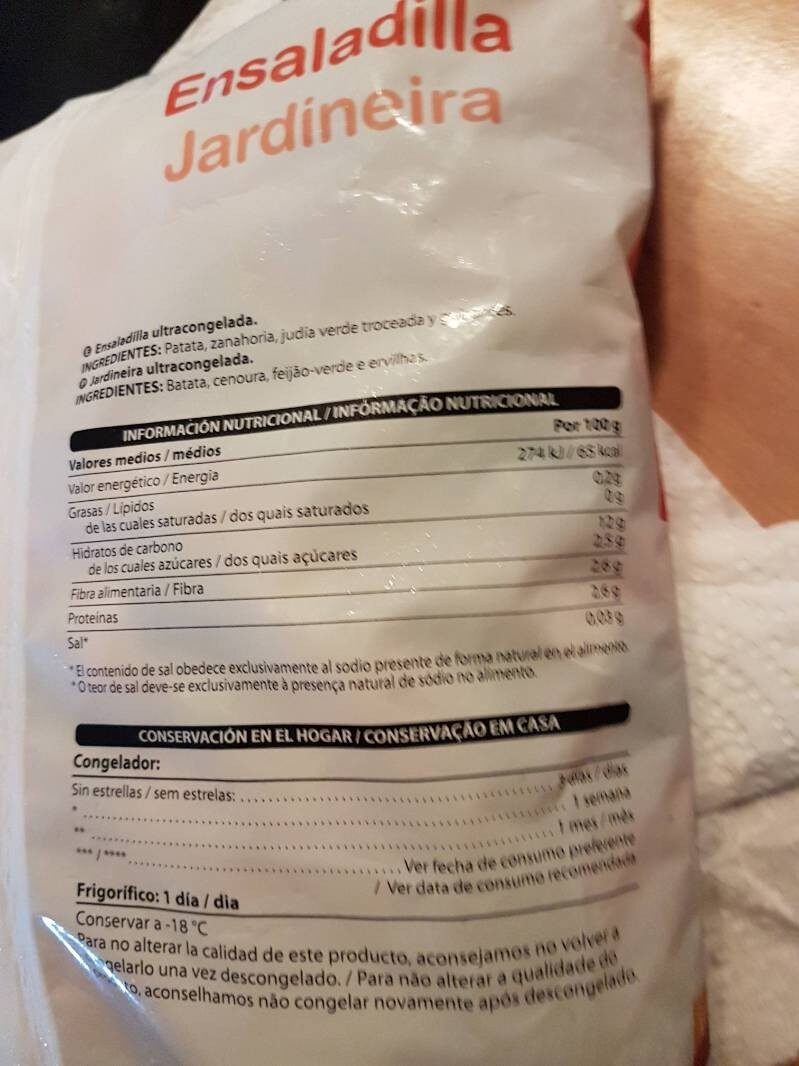 Ensaladilla
Jardineira
E Ensaladilla ultracongelada.
INGREDIENTES: Patata, zanahoria, judía verde troceada y
P Jardineira ultracongelada.
INGREDIENTES: Batata, cenoura, feijão-verde e ervilhas.
INFORMACIÓN NUTRICIONAL / INFORMAÇÃO NUTRICIONAL
Valores medios / médios Por 100 g
Valor energético / Energia 274 kJ / 65 kcal
Grasas / Lípidos 0,2 g
de las cuales saturadas / dos quais saturados 0 g
Hidratos de carbono 12 g
de los cuales azúcares / dos quais açúcares 2,5 g
Fibra alimentaria / Fibra 2,8 g
Proteínas 2,6 g
Sal* 0,03 g
*El contenido de sal obedece exclusivamente al sodio presente de forma natural en el alimento.
*O teor de sal deve-se exclusivamente à presença natural de sódio no alimento.
CONSERVACIÓN EN EL HOGAR / CONSERVAÇÃO EM CASA
Congelador:
Sin estrellas / sem estrelas: ........ días / dias
* ........ 1 semana
** ........ 1 mes / mês
*** / **** ........ Ver fecha de consumo preferente
/ Ver data de consumo recomendada
Frigorífico: 1 día / dia
Conservar a -18 °C
Para no alterar la calidad de este producto, aconsejamos no volver a
congelarlo una vez descongelado. / Para não alterar a qualidade do
aconselhamos não congelar novamente após descongelado.